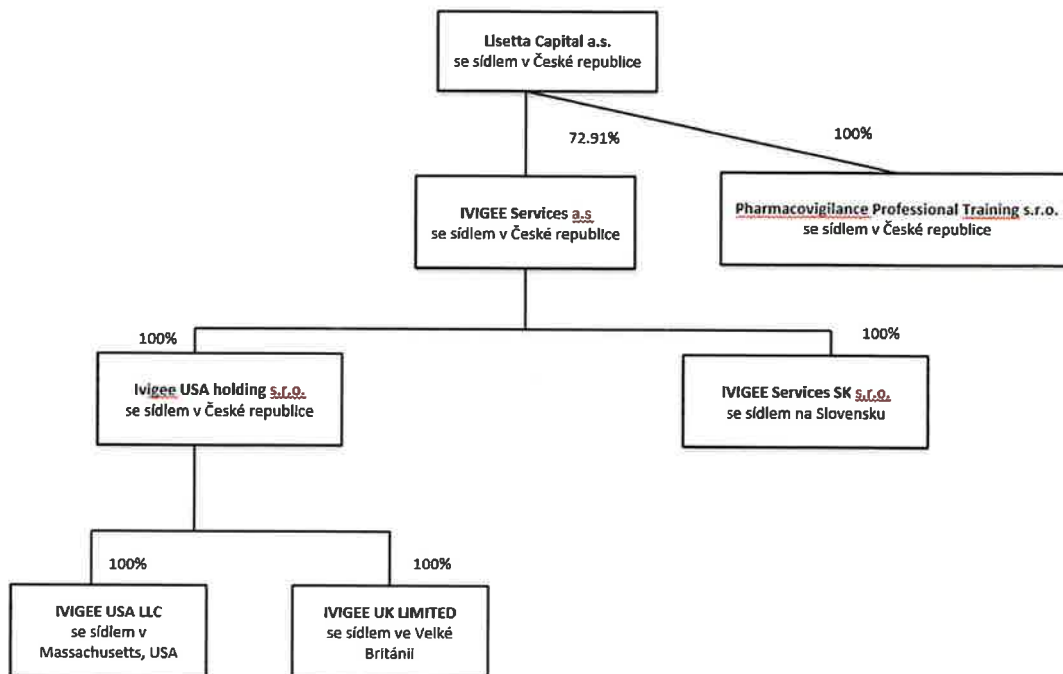 Lisetta Capital a.s.
se sídlem v České republice
72.91%
100%
IVIGEE Services a.s
se sídlem v České republice
Pharmacovigilance Professional Training s.r.o.
se sídlem v České republice
100%
100%
Ivigee USA holding s.r.o.
se sídlem v České republice
IVIGEE Services SK s.r.o.
se sídlem na Slovensku
100%
100%
IVIGEE USA LLC
se sídlem v
Massachusetts, USA
IVIGEE UK LIMITED
se sídlem ve Velké
Británii